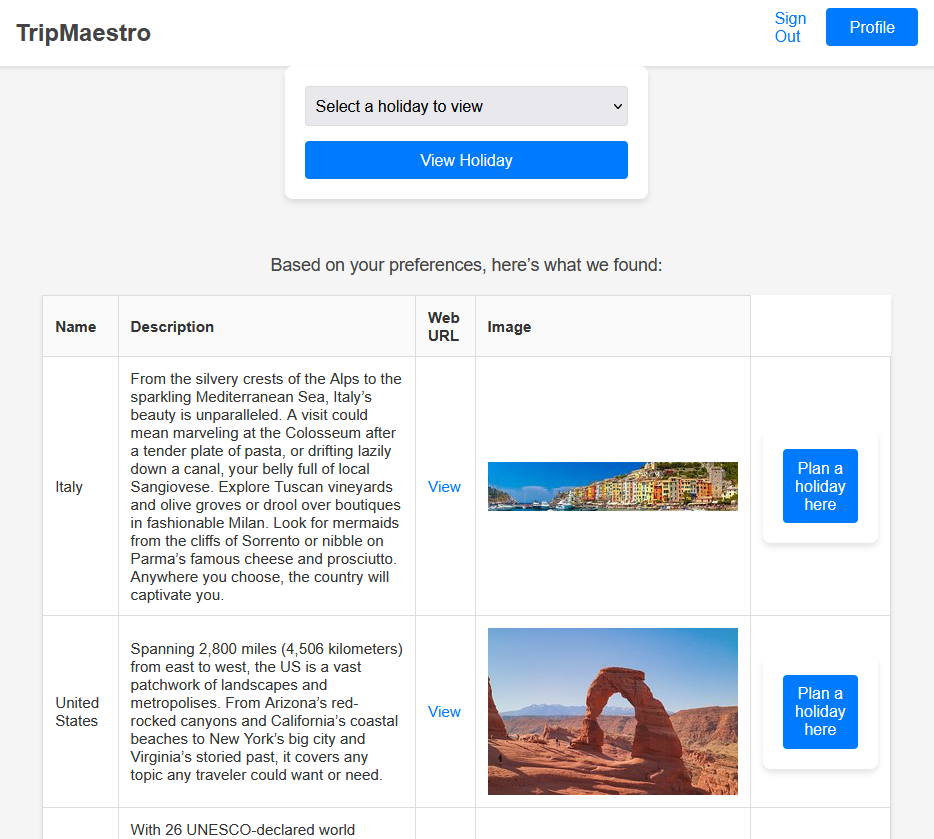 TripMaestro
Sign
Out
Profile
Select a holiday to view
View Holiday
Based on your preferences, here’s what we found:
Name
Description
Web
URL
Image
Italy
From the silvery crests of the Alps to the
sparkling Mediterranean Sea, Italy’s
beauty is unparalleled. A visit could
mean marveling at the Colosseum after
a tender plate of pasta, or drifting lazily
down a canal, your belly full of local
Sangiovese. Explore Tuscan vineyards
and olive groves or drool over boutiques
in fashionable Milan. Look for mermaids
from the cliffs of Sorrento or nibble on
Parma’s famous cheese and prosciutto.
Anywhere you choose, the country will
captivate you.
View
Plan a
holiday
here
United
States
Spanning 2,800 miles (4,506 kilometers)
from east to west, the US is a vast
patchwork of landscapes and
metropolises. From Arizona’s red-
rocked canyons and California’s coastal
beaches to New York’s big city and
Virginia’s storied past, it covers any
topic any traveler could want or need.
View
Plan a
holiday
here
With 26 UNESCO-declared world